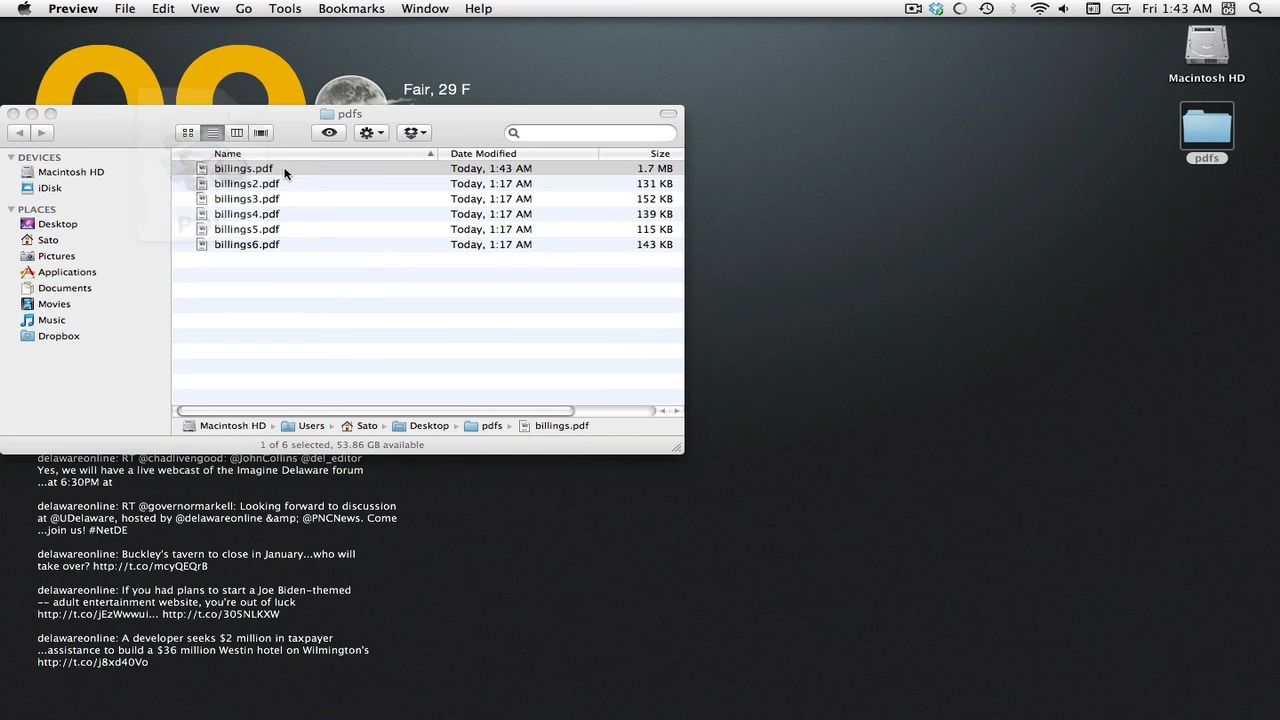 Preview File Edit View Go Tools Bookmarks Window Help Fri 1:43 AM
Macintosh HD
pdfs
Fair, 29 F
pdfs
Name Date Modified Size
billings.pdf Today, 1:43 AM 1.7 MB
billings2.pdf Today, 1:17 AM 131 KB
billings3.pdf Today, 1:17 AM 152 KB
billings4.pdf Today, 1:17 AM 139 KB
billings5.pdf Today, 1:17 AM 115 KB
billings6.pdf Today, 1:17 AM 143 KB
DEVICES
Macintosh HD
iDisk
PLACES
Desktop
Sato
Pictures
Applications
Documents
Movies
Music
Dropbox
Macintosh HD Users Sato Desktop pdfs billings.pdf
1 of 6 selected, 53.86 GB available
delawareonline: RT @chadlivengood: @JohnCollins @del_editor
Yes, we will have a live webcast of the Imagine Delaware forum
...at 6:30PM at
delawareonline: RT @governormarkell: Looking forward to discussion
at @UDelaware, hosted by @delawareonline &amp; @PNCNews. Come
...join us! #NetDE
delawareonline: Buckley's tavern to close in January...who will
take over? http://t.co/mcyQEQrB
delawareonline: If you had plans to start a Joe Biden-themed
-- adult entertainment website, you're out of luck
http://t.co/jEzWwwui... http://t.co/305NLKXW
delawareonline: A developer seeks $2 million in taxpayer
...assistance to build a $36 million Westin hotel on Wilmington's
http://t.co/j8xd40Vo